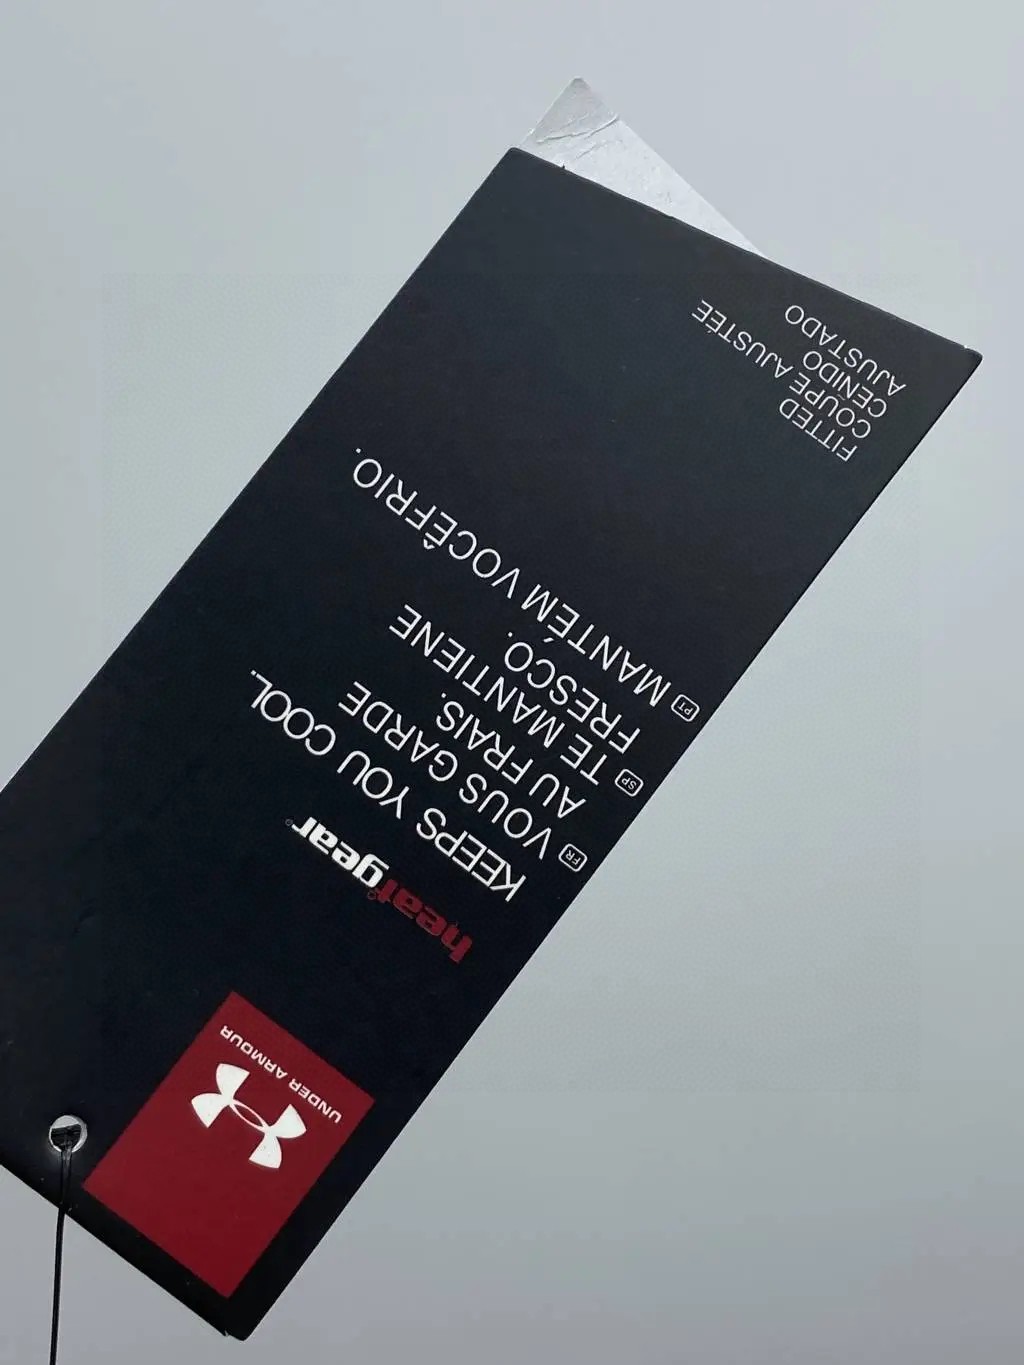 UNDER ARMOUR
heatgear®
KEEPS YOU COOL.
FR VOUS GARDE
AU FRAIS.
SP TE MANTIENE
FRESCO.
PT MANTÉM VOCÊFRIO.
FITTED
COUPE AJUSTÉE
CEÑIDO
AJUSTADO